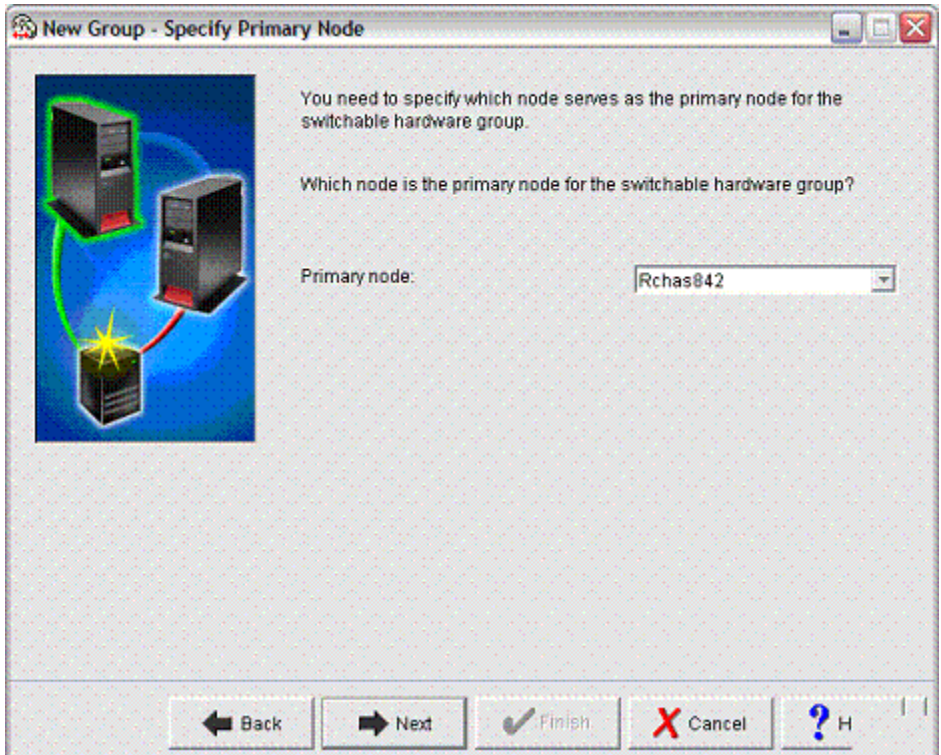 New Group - Specify Primary Node
You need to specify which node serves as the primary node for the
switchable hardware group.
Which node is the primary node for the switchable hardware group?
Primary node:
Rchas842
Back
Next
Finish
Cancel
H